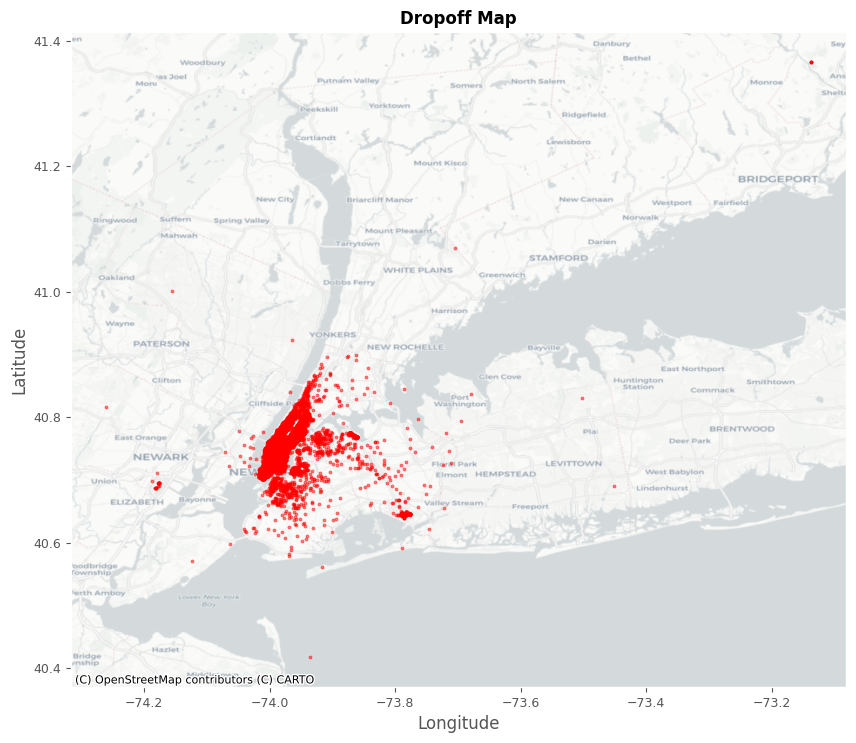 Dropoff Map
41.4
Woodbury
Danbury
Bethel
Putnam Valley
Somers
North Salem
Monroe
Peekskill
Yorktown
Ridgefield
Cortlandt
Lewisboro
41.2
Mount Kisco
BRIDGEPORT
New City
Briarcliff Manor
New Canaan
Westport
Fairfield
Ringwood
Suffern
Spring Valley
Norwalk
Mahwah
Mount Pleasant
Tarrytown
Darien
Oakland
WHITE PLAINS
STAMFORD
Greenwich
Dobbs Ferry
41.0
Wayne
Harrison
PATERSON
YONKERS
NEW ROCHELLE
Bayville
East Northport
Clifton
Glen Cove
Huntington
Station
Smithtown
Commack
40.8
Port
Washington
East Orange
BRENTWOOD
Deer Park
NEWARK
Floral Park
LEVITTOWN
Elmont
HEMPSTEAD
West Babylon
Union
Lindenhurst
ELIZABETH
Bayonne
Valley Stream
Freeport
40.6
Lower New York
Bay
Hazlet
40.4
(C) OpenStreetMap contributors (C) CARTO
−74.2
−74.0
−73.8
−73.6
−73.4
−73.2
Longitude
Latitude